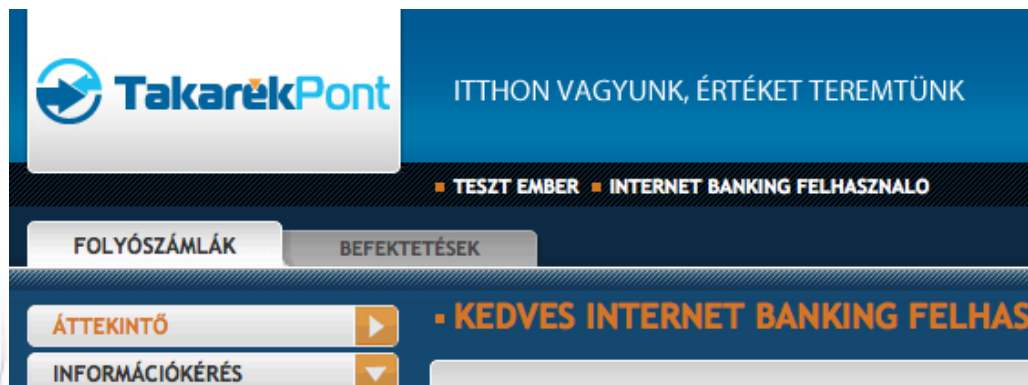 TakarékPont
ITTHON VAGYUNK, ÉRTÉKET TEREMTÜNK
TESZT EMBER INTERNET BANKING FELHASZNALO
FOLYÓSZÁMLÁK BEFEKTETÉSEK
ÁTTEKINTŐ
KEDVES INTERNET BANKING FELHAS
INFORMÁCIÓKÉRÉS